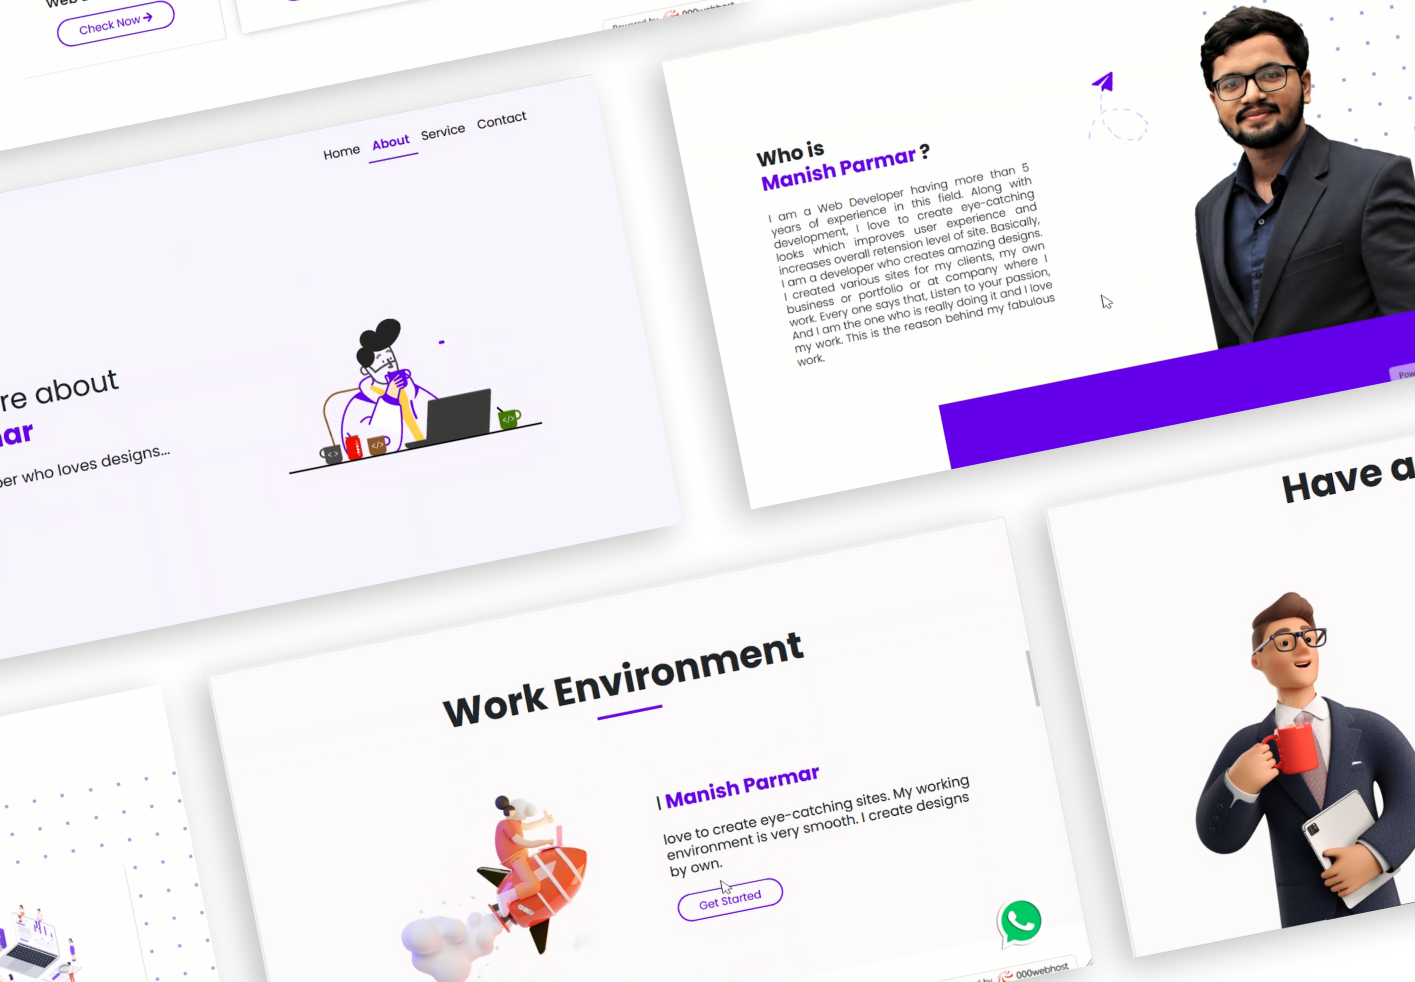 Check Now
Powered by 000webhost
Home About Service Contact
re about
ar
per who loves designs...
Who is
Manish Parmar ?
I am a Web Developer having more than 5
years of experience in this field. Along with
development, I love to create eye-catching
looks which improves user experience and
increases overall retension level of site. Basically,
I am a developer who creates amazing designs.
I created various sites for my clients, my own
business or portfolio or at company where I
work. Every one says that, Listen to your passion,
And I am the one who is really doing it and I love
my work. This is the reason behind my fabulous
work.
Pow
Have a
Work Environment
I Manish Parmar
love to create eye-catching sites. My working
environment is very smooth. I create designs
by own.
Get Started
by 000webhost